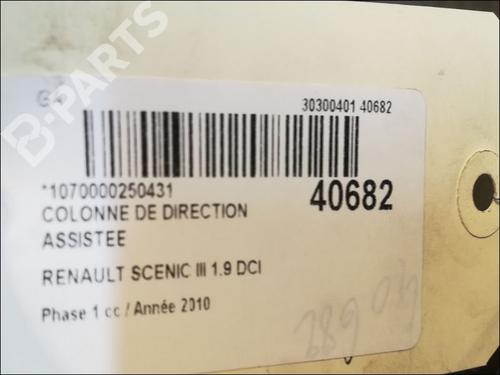 B-PARTS
30300401 40682
*1070000250431
40682
COLONNE DE DIRECTION
ASSISTEE
RENAULT SCENIC III 1.9 DCI
Phase 1 cc / Année 2010